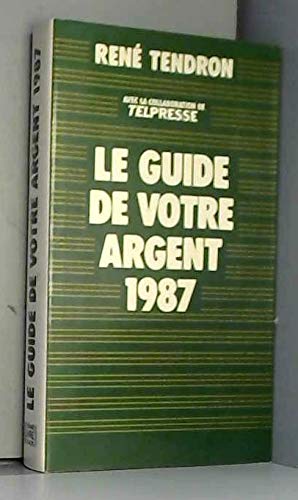 RENÉ TENDRON
AVEC LA COLLABORATION DE
TELPRESSE
LE GUIDE
DE VOTRE
ARGENT
1987
LE GUIDE DE VOTRE ARGENT 1987